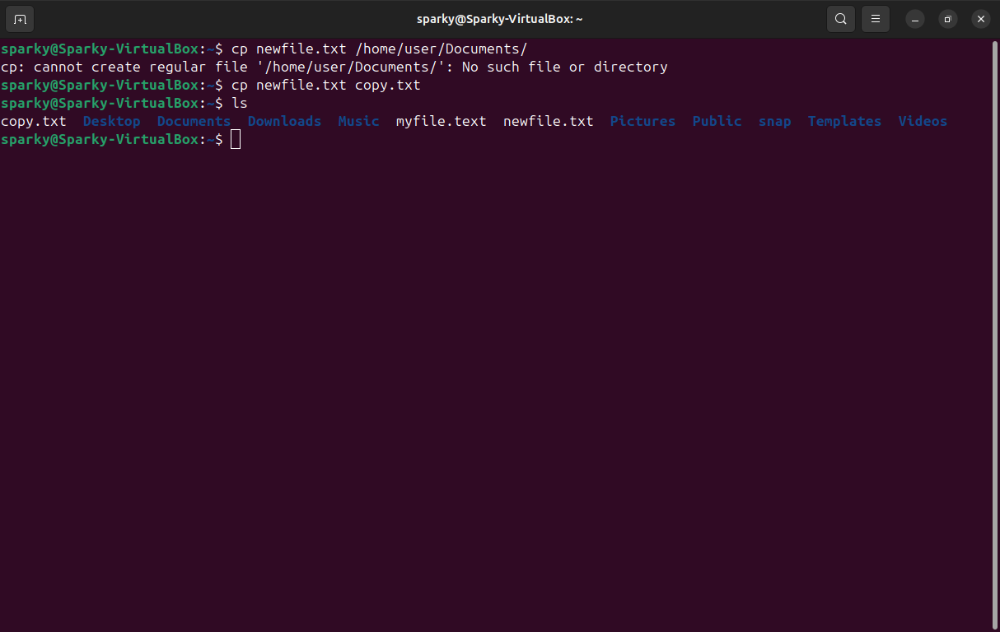 sparky@Sparky-VirtualBox: ~
sparky@Sparky-VirtualBox:~$ cp newfile.txt /home/user/Documents/
cp: cannot create regular file '/home/user/Documents/': No such file or directory
sparky@Sparky-VirtualBox:~$ cp newfile.txt copy.txt
sparky@Sparky-VirtualBox:~$ ls
copy.txt  Desktop  Documents  Downloads  Music  myfile.text  newfile.txt  Pictures  Public  snap  Templates  Videos
sparky@Sparky-VirtualBox:~$